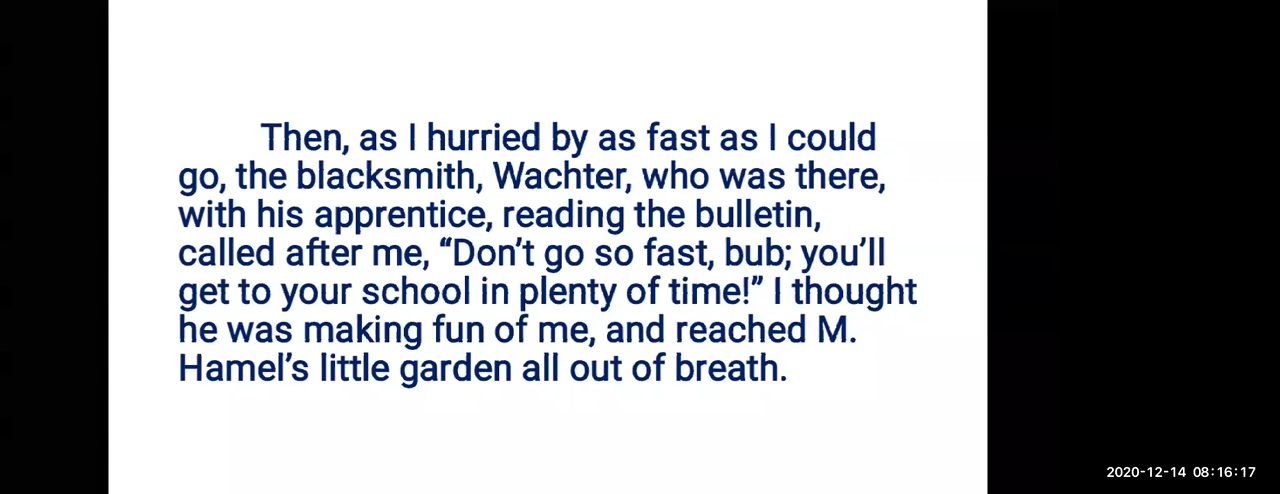 Then, as I hurried by as fast as I could
go, the blacksmith, Wachter, who was there,
with his apprentice, reading the bulletin,
called after me, “Don’t go so fast, bub; you’ll
get to your school in plenty of time!” I thought
he was making fun of me, and reached M.
Hamel’s little garden all out of breath.
2020-12-14 08:16:17